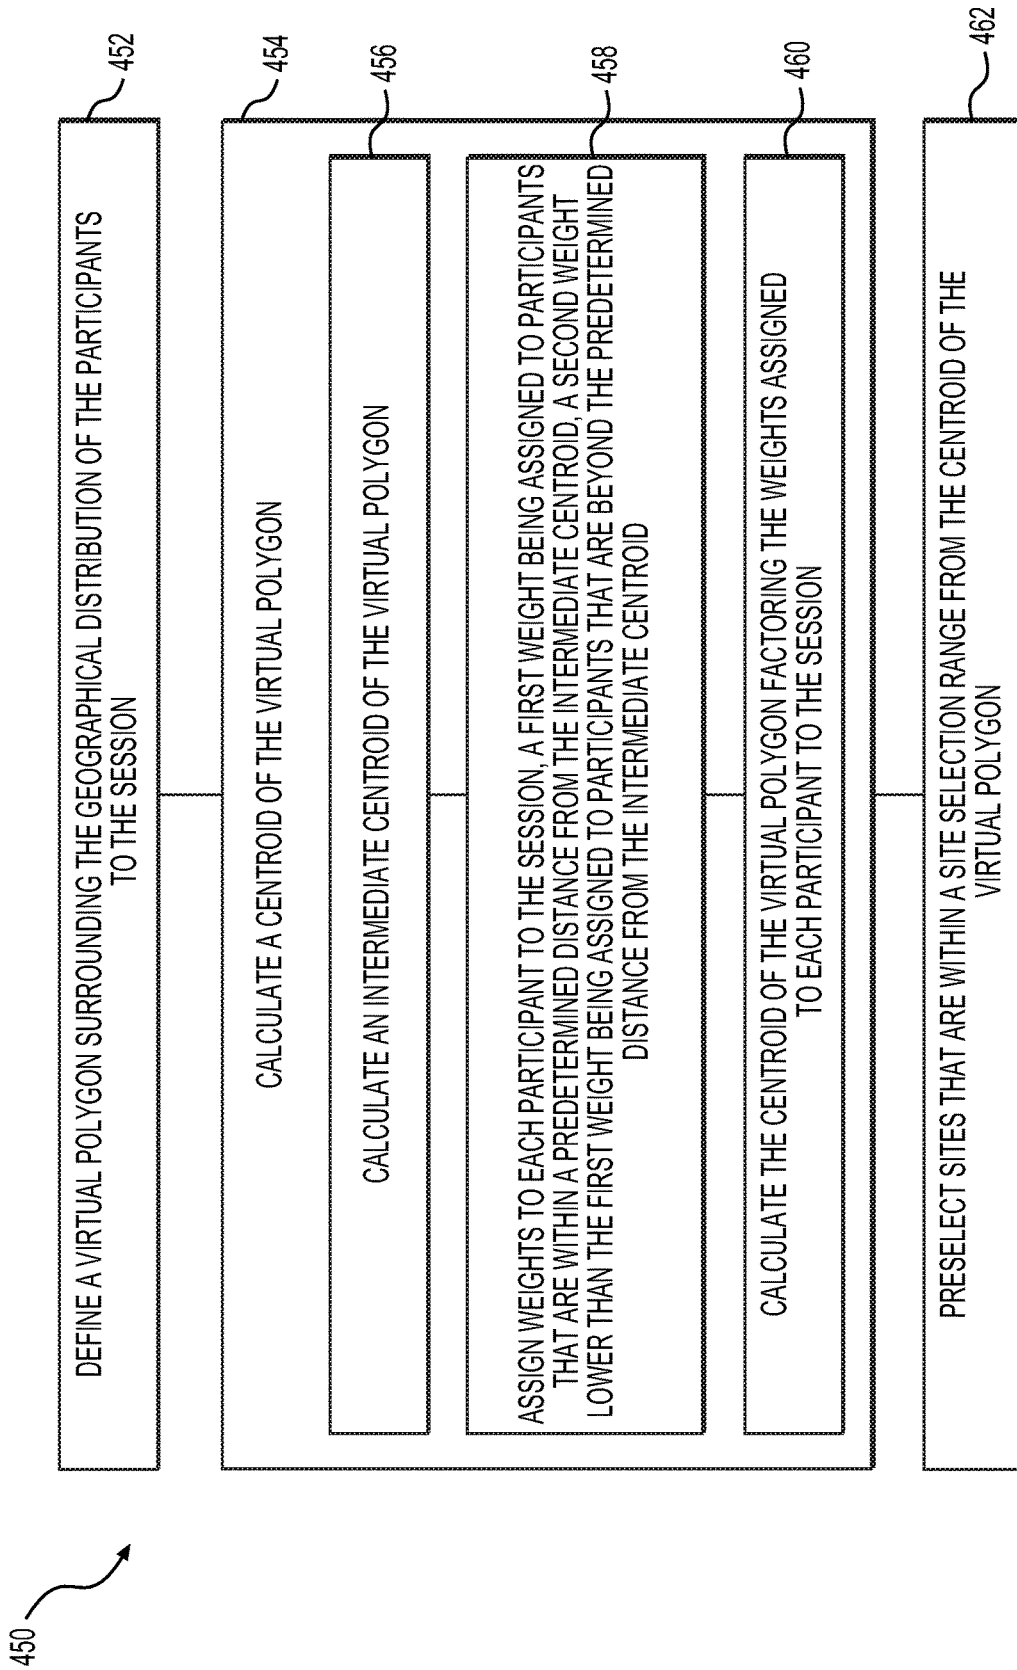 450
452
DEFINE A VIRTUAL POLYGON SURROUNDING THE GEOGRAPHICAL DISTRIBUTION OF THE PARTICIPANTS
TO THE SESSION
454
CALCULATE A CENTROID OF THE VIRTUAL POLYGON
456
CALCULATE AN INTERMEDIATE CENTROID OF THE VIRTUAL POLYGON
458
ASSIGN WEIGHTS TO EACH PARTICIPANT TO THE SESSION, A FIRST WEIGHT BEING ASSIGNED TO PARTICIPANTS
THAT ARE WITHIN A PREDETERMINED DISTANCE FROM THE INTERMEDIATE CENTROID, A SECOND WEIGHT
LOWER THAN THE FIRST WEIGHT BEING ASSIGNED TO PARTICIPANTS THAT ARE BEYOND THE PREDETERMINED
DISTANCE FROM THE INTERMEDIATE CENTROID
460
CALCULATE THE CENTROID OF THE VIRTUAL POLYGON FACTORING THE WEIGHTS ASSIGNED
TO EACH PARTICIPANT TO THE SESSION
462
PRESELECT SITES THAT ARE WITHIN A SITE SELECTION RANGE FROM THE CENTROID OF THE
VIRTUAL POLYGON